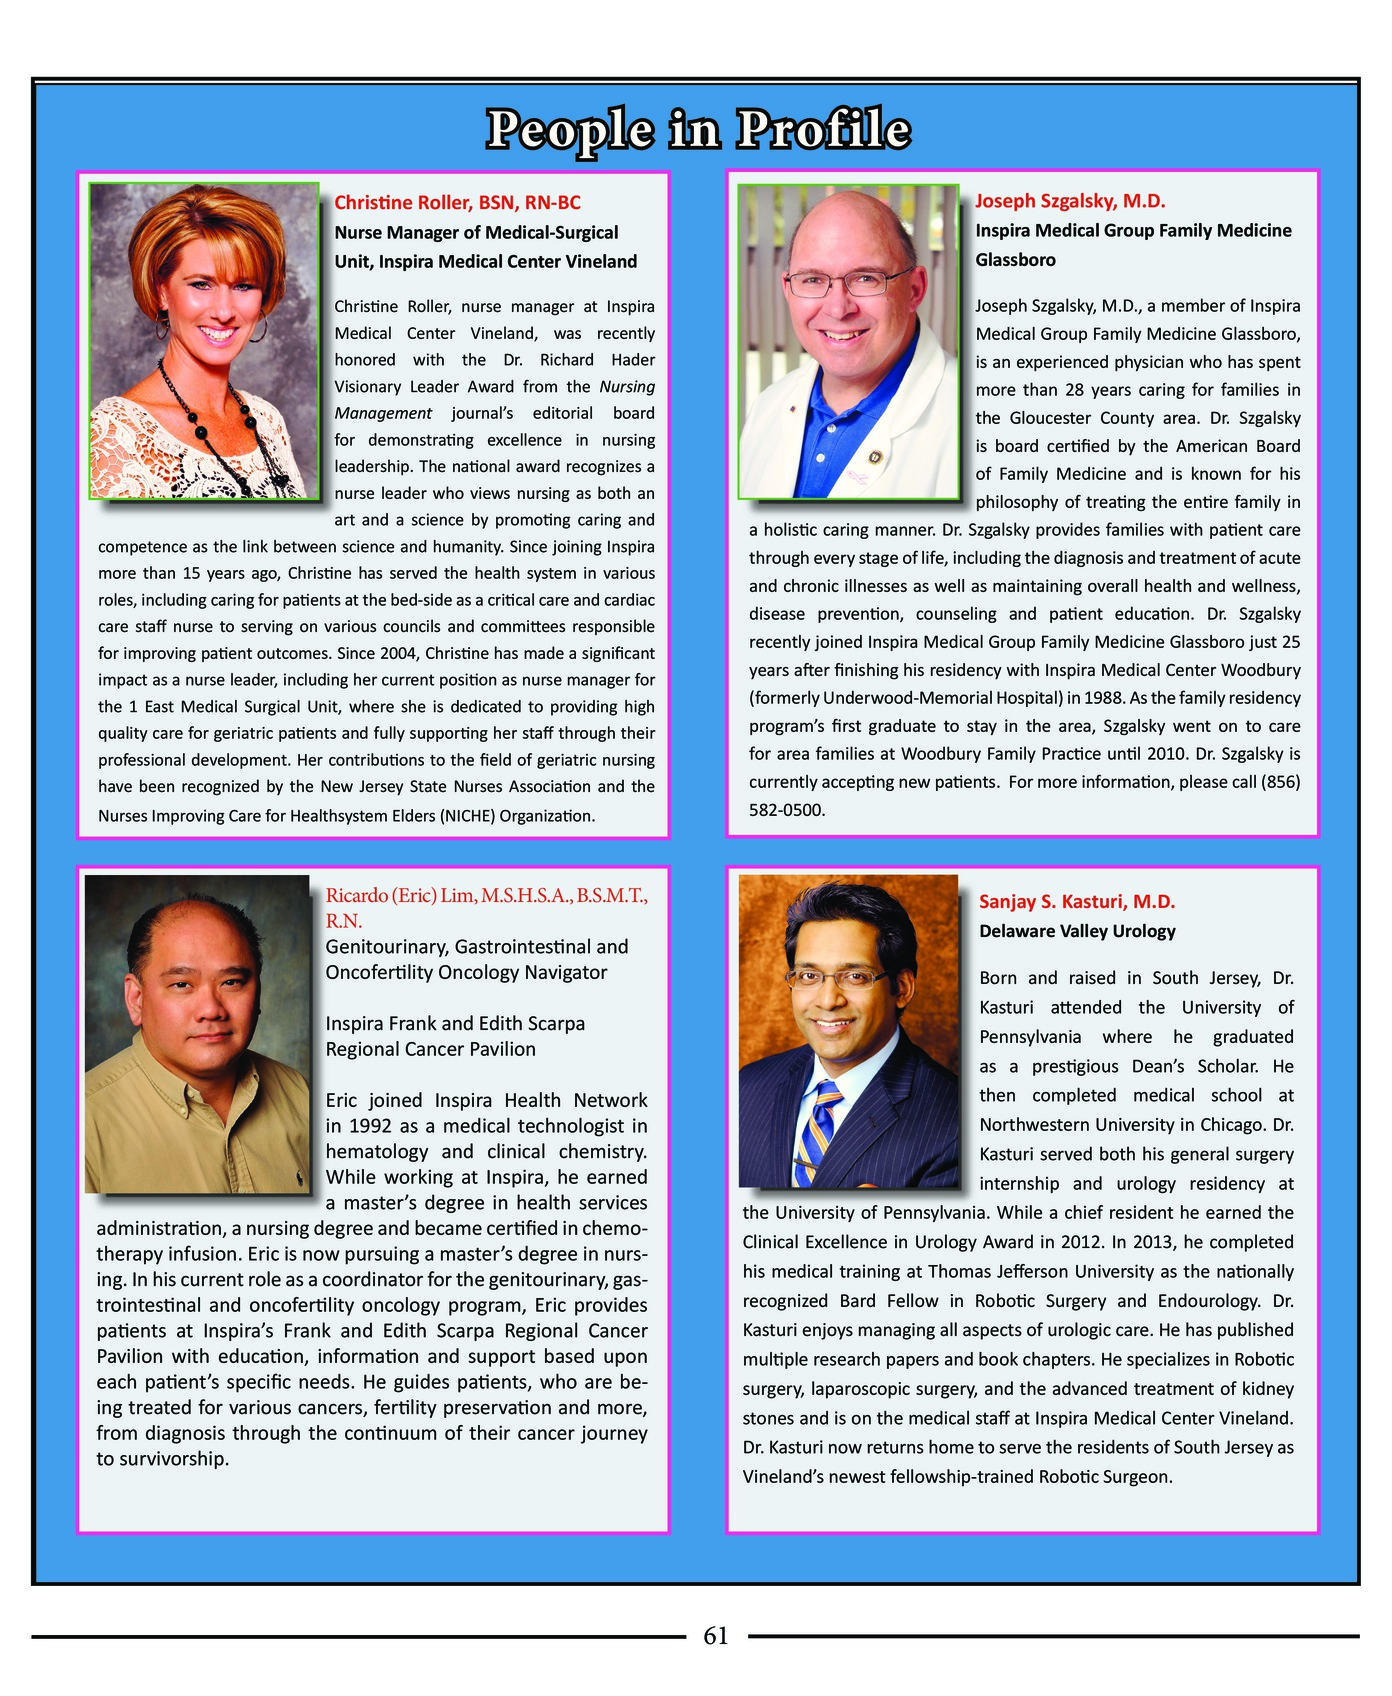 People in Profile
Christine Roller, BSN, RN-BC
Nurse Manager of Medical-Surgical
Unit, Inspira Medical Center Vineland
Christine Roller, nurse manager at Inspira
Medical Center Vineland, was recently
honored with the Dr. Richard Hader
Visionary Leader Award from the Nursing
Management journal’s editorial board
for demonstrating excellence in nursing
leadership. The national award recognizes a
nurse leader who views nursing as both an
art and a science by promoting caring and
competence as the link between science and humanity. Since joining Inspira
more than 15 years ago, Christine has served the health system in various
roles, including caring for patients at the bed-side as a critical care and cardiac
care staff nurse to serving on various councils and committees responsible
for improving patient outcomes. Since 2004, Christine has made a significant
impact as a nurse leader, including her current position as nurse manager for
the 1 East Medical Surgical Unit, where she is dedicated to providing high
quality care for geriatric patients and fully supporting her staff through their
professional development. Her contributions to the field of geriatric nursing
have been recognized by the New Jersey State Nurses Association and the
Nurses Improving Care for Healthsystem Elders (NICHE) Organization.
Joseph Szgalsky, M.D.
Inspira Medical Group Family Medicine
Glassboro
Joseph Szgalsky, M.D., a member of Inspira
Medical Group Family Medicine Glassboro,
is an experienced physician who has spent
more than 28 years caring for families in
the Gloucester County area. Dr. Szgalsky
is board certified by the American Board
of Family Medicine and is known for his
philosophy of treating the entire family in
a holistic caring manner. Dr. Szgalsky provides families with patient care
through every stage of life, including the diagnosis and treatment of acute
and chronic illnesses as well as maintaining overall health and wellness,
disease prevention, counseling and patient education. Dr. Szgalsky
recently joined Inspira Medical Group Family Medicine Glassboro just 25
years after finishing his residency with Inspira Medical Center Woodbury
(formerly Underwood-Memorial Hospital) in 1988. As the family residency
program’s first graduate to stay in the area, Szgalsky went on to care
for area families at Woodbury Family Practice until 2010. Dr. Szgalsky is
currently accepting new patients. For more information, please call (856)
582-0500.
Ricardo (Eric) Lim, M.S.H.S.A., B.S.M.T.,
R.N.
Genitourinary, Gastrointestinal and
Oncofertility Oncology Navigator
Inspira Frank and Edith Scarpa
Regional Cancer Pavilion
Eric joined Inspira Health Network
in 1992 as a medical technologist in
hematology and clinical chemistry.
While working at Inspira, he earned
a master’s degree in health services
administration, a nursing degree and became certified in chemo-
therapy infusion. Eric is now pursuing a master’s degree in nurs-
ing. In his current role as a coordinator for the genitourinary, gas-
trointestinal and oncofertility oncology program, Eric provides
patients at Inspira’s Frank and Edith Scarpa Regional Cancer
Pavilion with education, information and support based upon
each patient’s specific needs. He guides patients, who are be-
ing treated for various cancers, fertility preservation and more,
from diagnosis through the continuum of their cancer journey
to survivorship.
Sanjay S. Kasturi, M.D.
Delaware Valley Urology
Born and raised in South Jersey, Dr.
Kasturi attended the University of
Pennsylvania where he graduated
as a prestigious Dean’s Scholar. He
then completed medical school at
Northwestern University in Chicago. Dr.
Kasturi served both his general surgery
internship and urology residency at
the University of Pennsylvania. While a chief resident he earned the
Clinical Excellence in Urology Award in 2012. In 2013, he completed
his medical training at Thomas Jefferson University as the nationally
recognized Bard Fellow in Robotic Surgery and Endourology. Dr.
Kasturi enjoys managing all aspects of urologic care. He has published
multiple research papers and book chapters. He specializes in Robotic
surgery, laparoscopic surgery, and the advanced treatment of kidney
stones and is on the medical staff at Inspira Medical Center Vineland.
Dr. Kasturi now returns home to serve the residents of South Jersey as
Vineland’s newest fellowship-trained Robotic Surgeon.
61